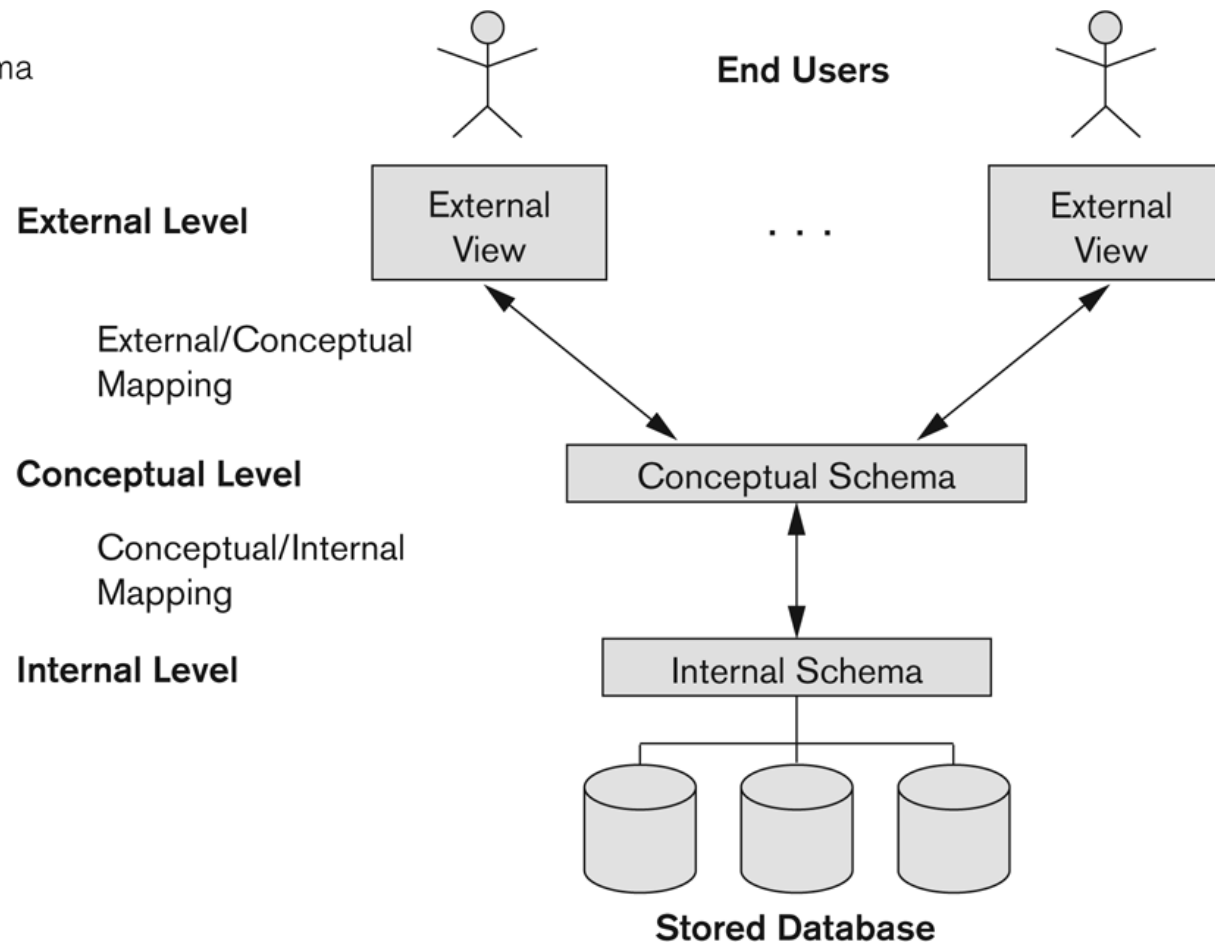 End Users
External Level
External
View
. . .
External
View
External/Conceptual
Mapping
Conceptual Level
Conceptual Schema
Conceptual/Internal
Mapping
Internal Level
Internal Schema
Stored Database